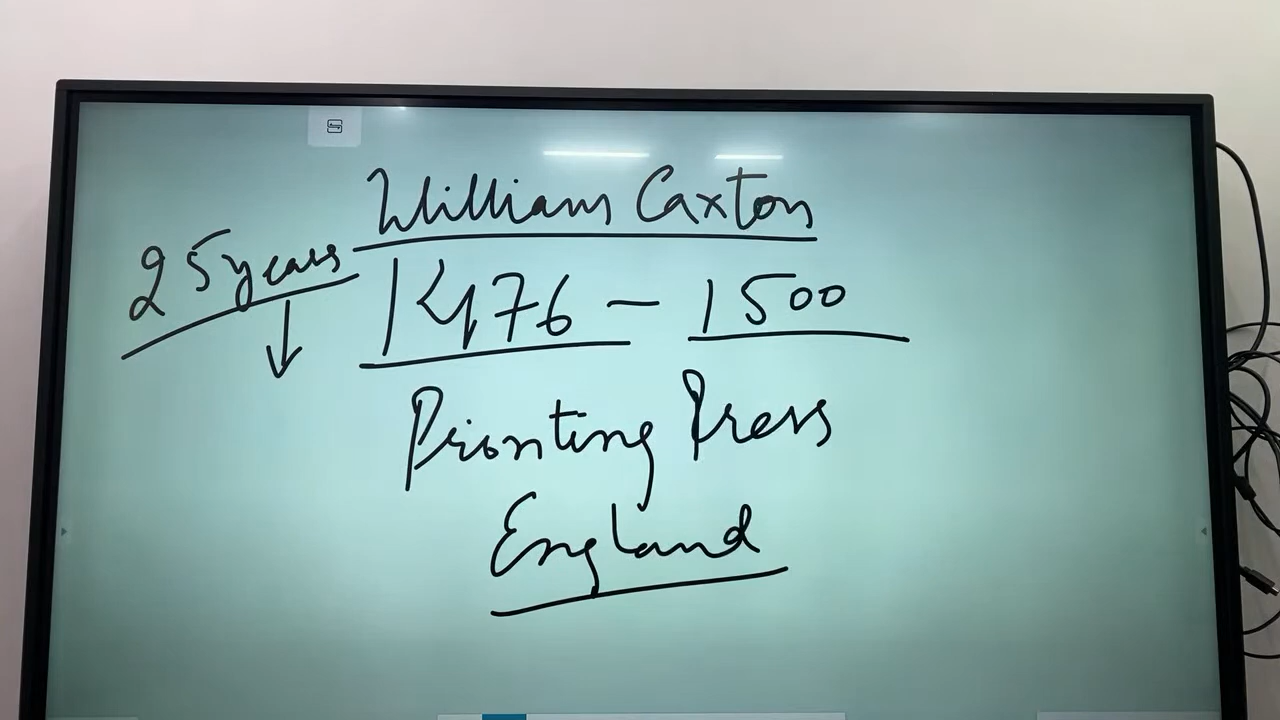 William Caxton
25 years
1476 - 1500
Printing Press
England